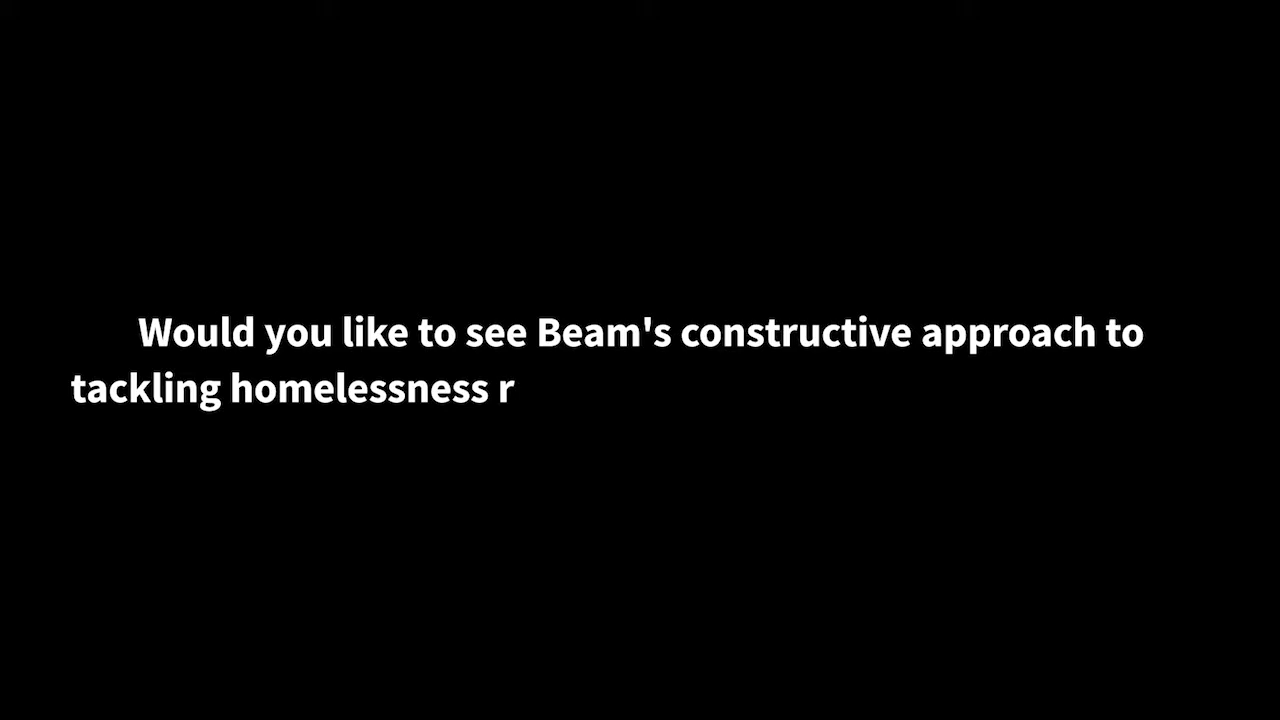 Would you like to see Beam's constructive approach to
tackling homelessness r